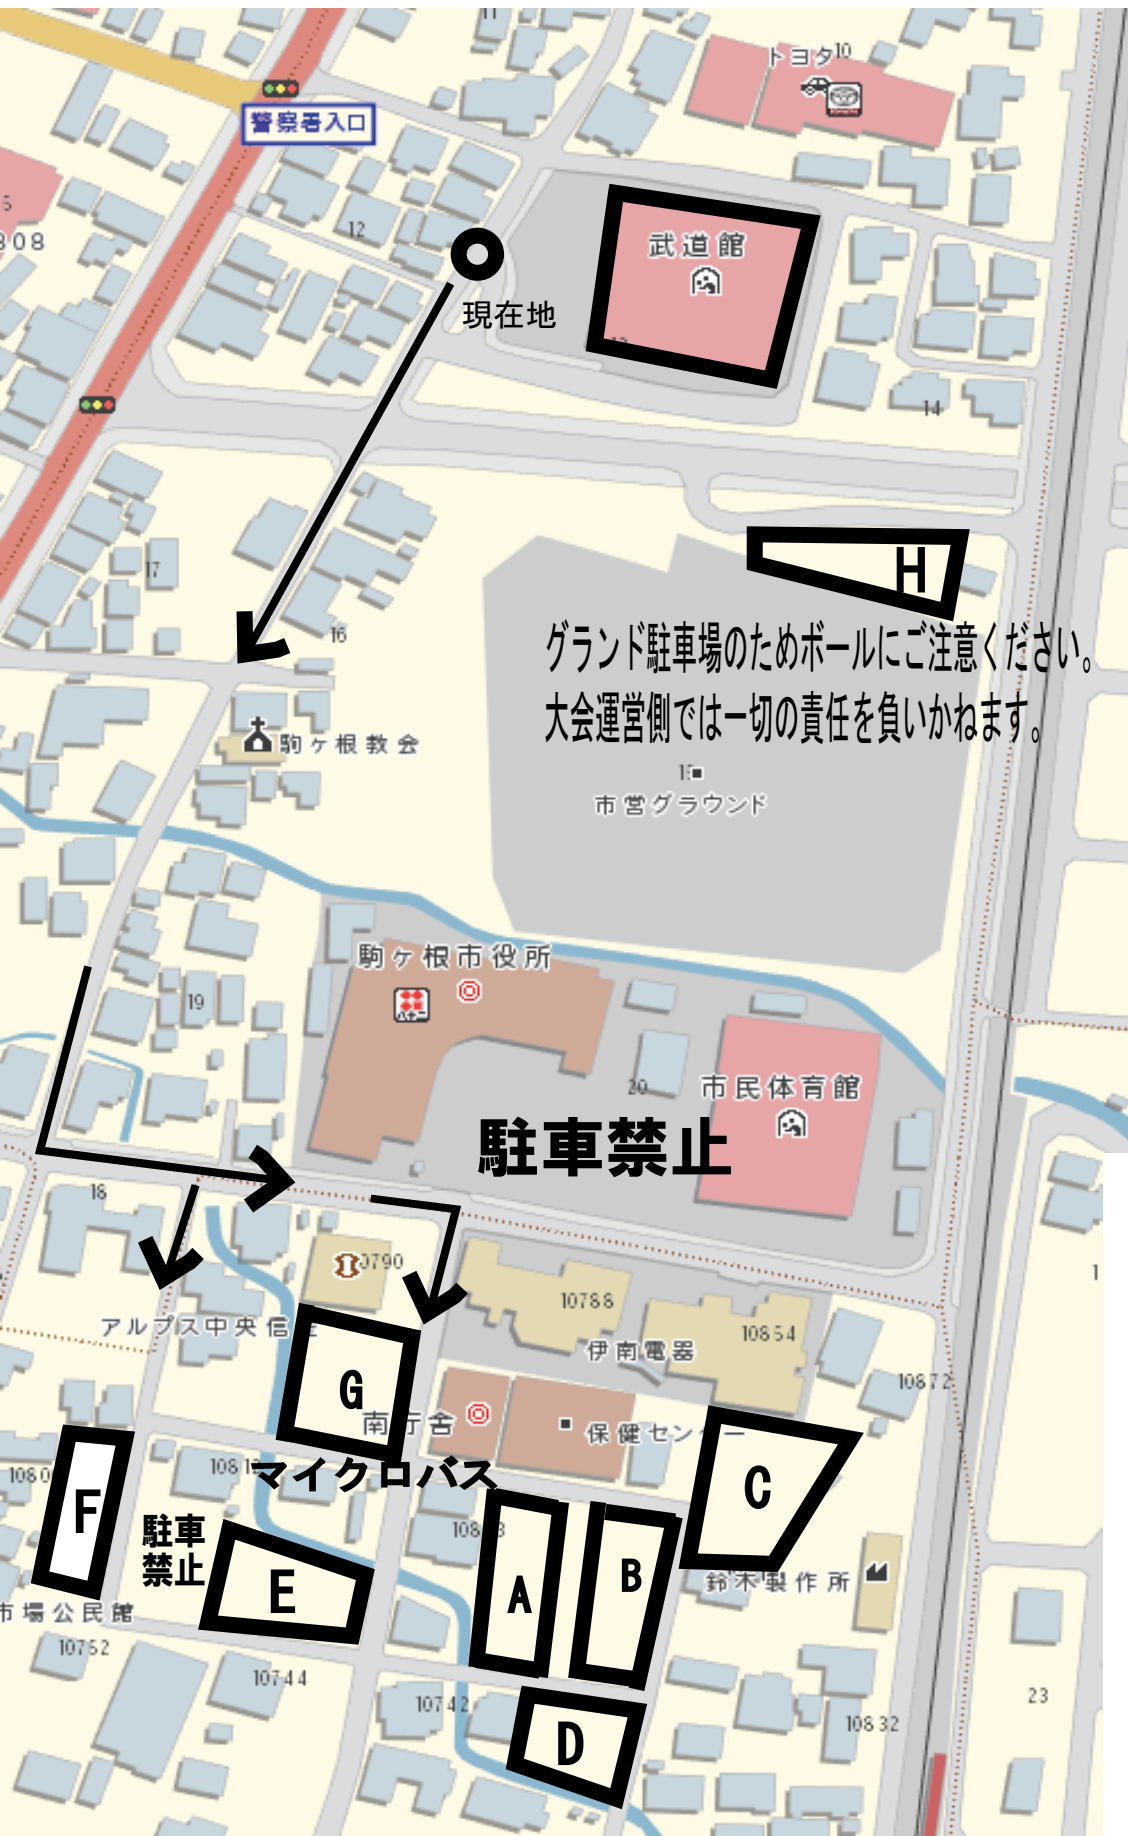 11
トヨタ
10
警察署入口
5
308
12
武道館
現在地
14
17
H
16
グランド駐車場のためボールにご注意ください。
大会運営側では一切の責任を負いかねます。
駒ヶ根教会
市営グラウンド
駒ヶ根市役所
19
20
市民体育館
駐車禁止
18
10790
10788
アルプス中央信金
10854
伊南電器
10872
G
南庁舎
保健センター
マイクロバス
C
F
駐車
禁止
E
A
B
鈴木製作所
市場公民館
10752
10744
10742
23
10832
D